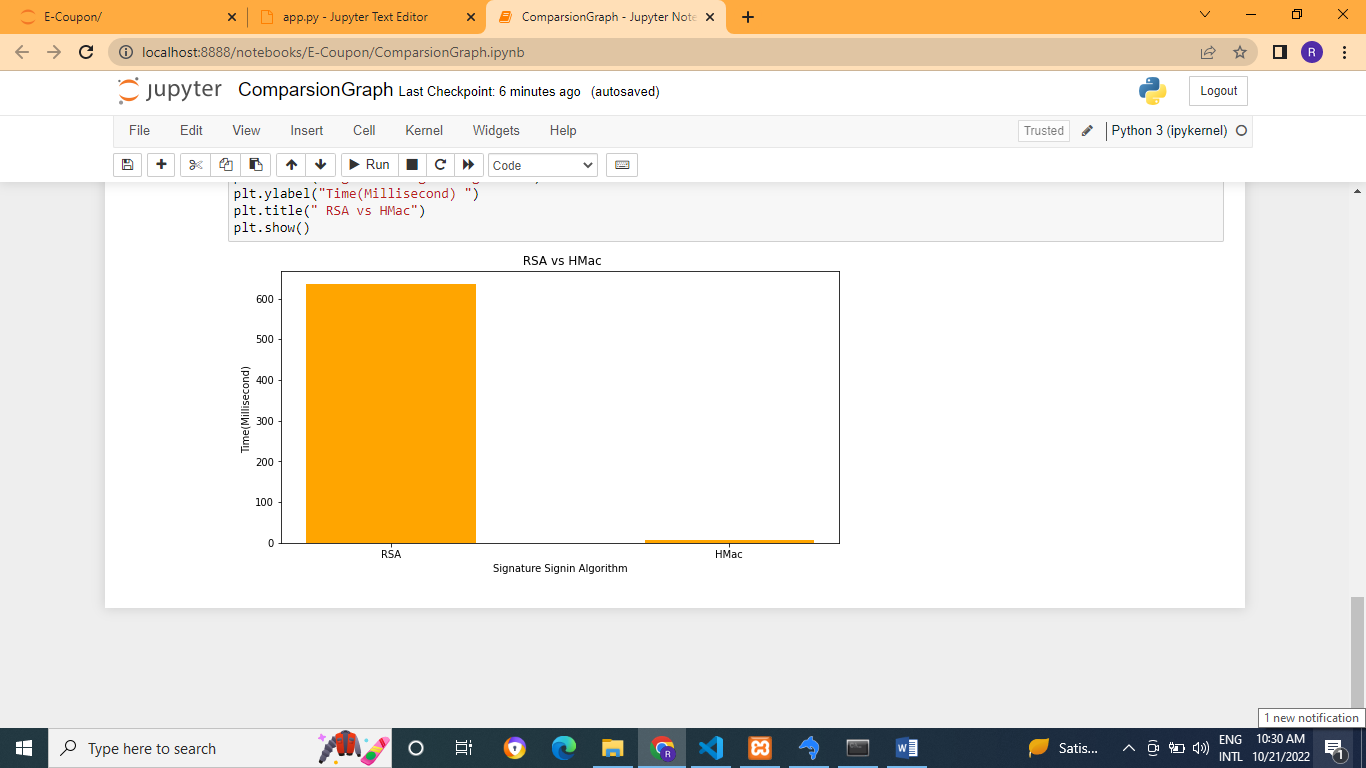 E-Coupon/
app.py - Jupyter Text Editor
ComparsionGraph - Jupyter Note
localhost:8888/notebooks/E-Coupon/ComparsionGraph.ipynb
R
jupyter ComparsionGraph Last Checkpoint: 6 minutes ago (autosaved)
Logout
File Edit View Insert Cell Kernel Widgets Help
Trusted
Python 3 (ipykernel)
Run
Code
plt.ylabel("Time(Millisecond) ")
plt.title(" RSA vs HMac")
plt.show()
RSA vs HMac
600
500
400
300
200
100
0
Time(Millisecond)
RSA HMac
Signature Signin Algorithm
1 new notification
Type here to search
R
Satis...
ENG
INTL
10:30 AM
10/21/2022
1